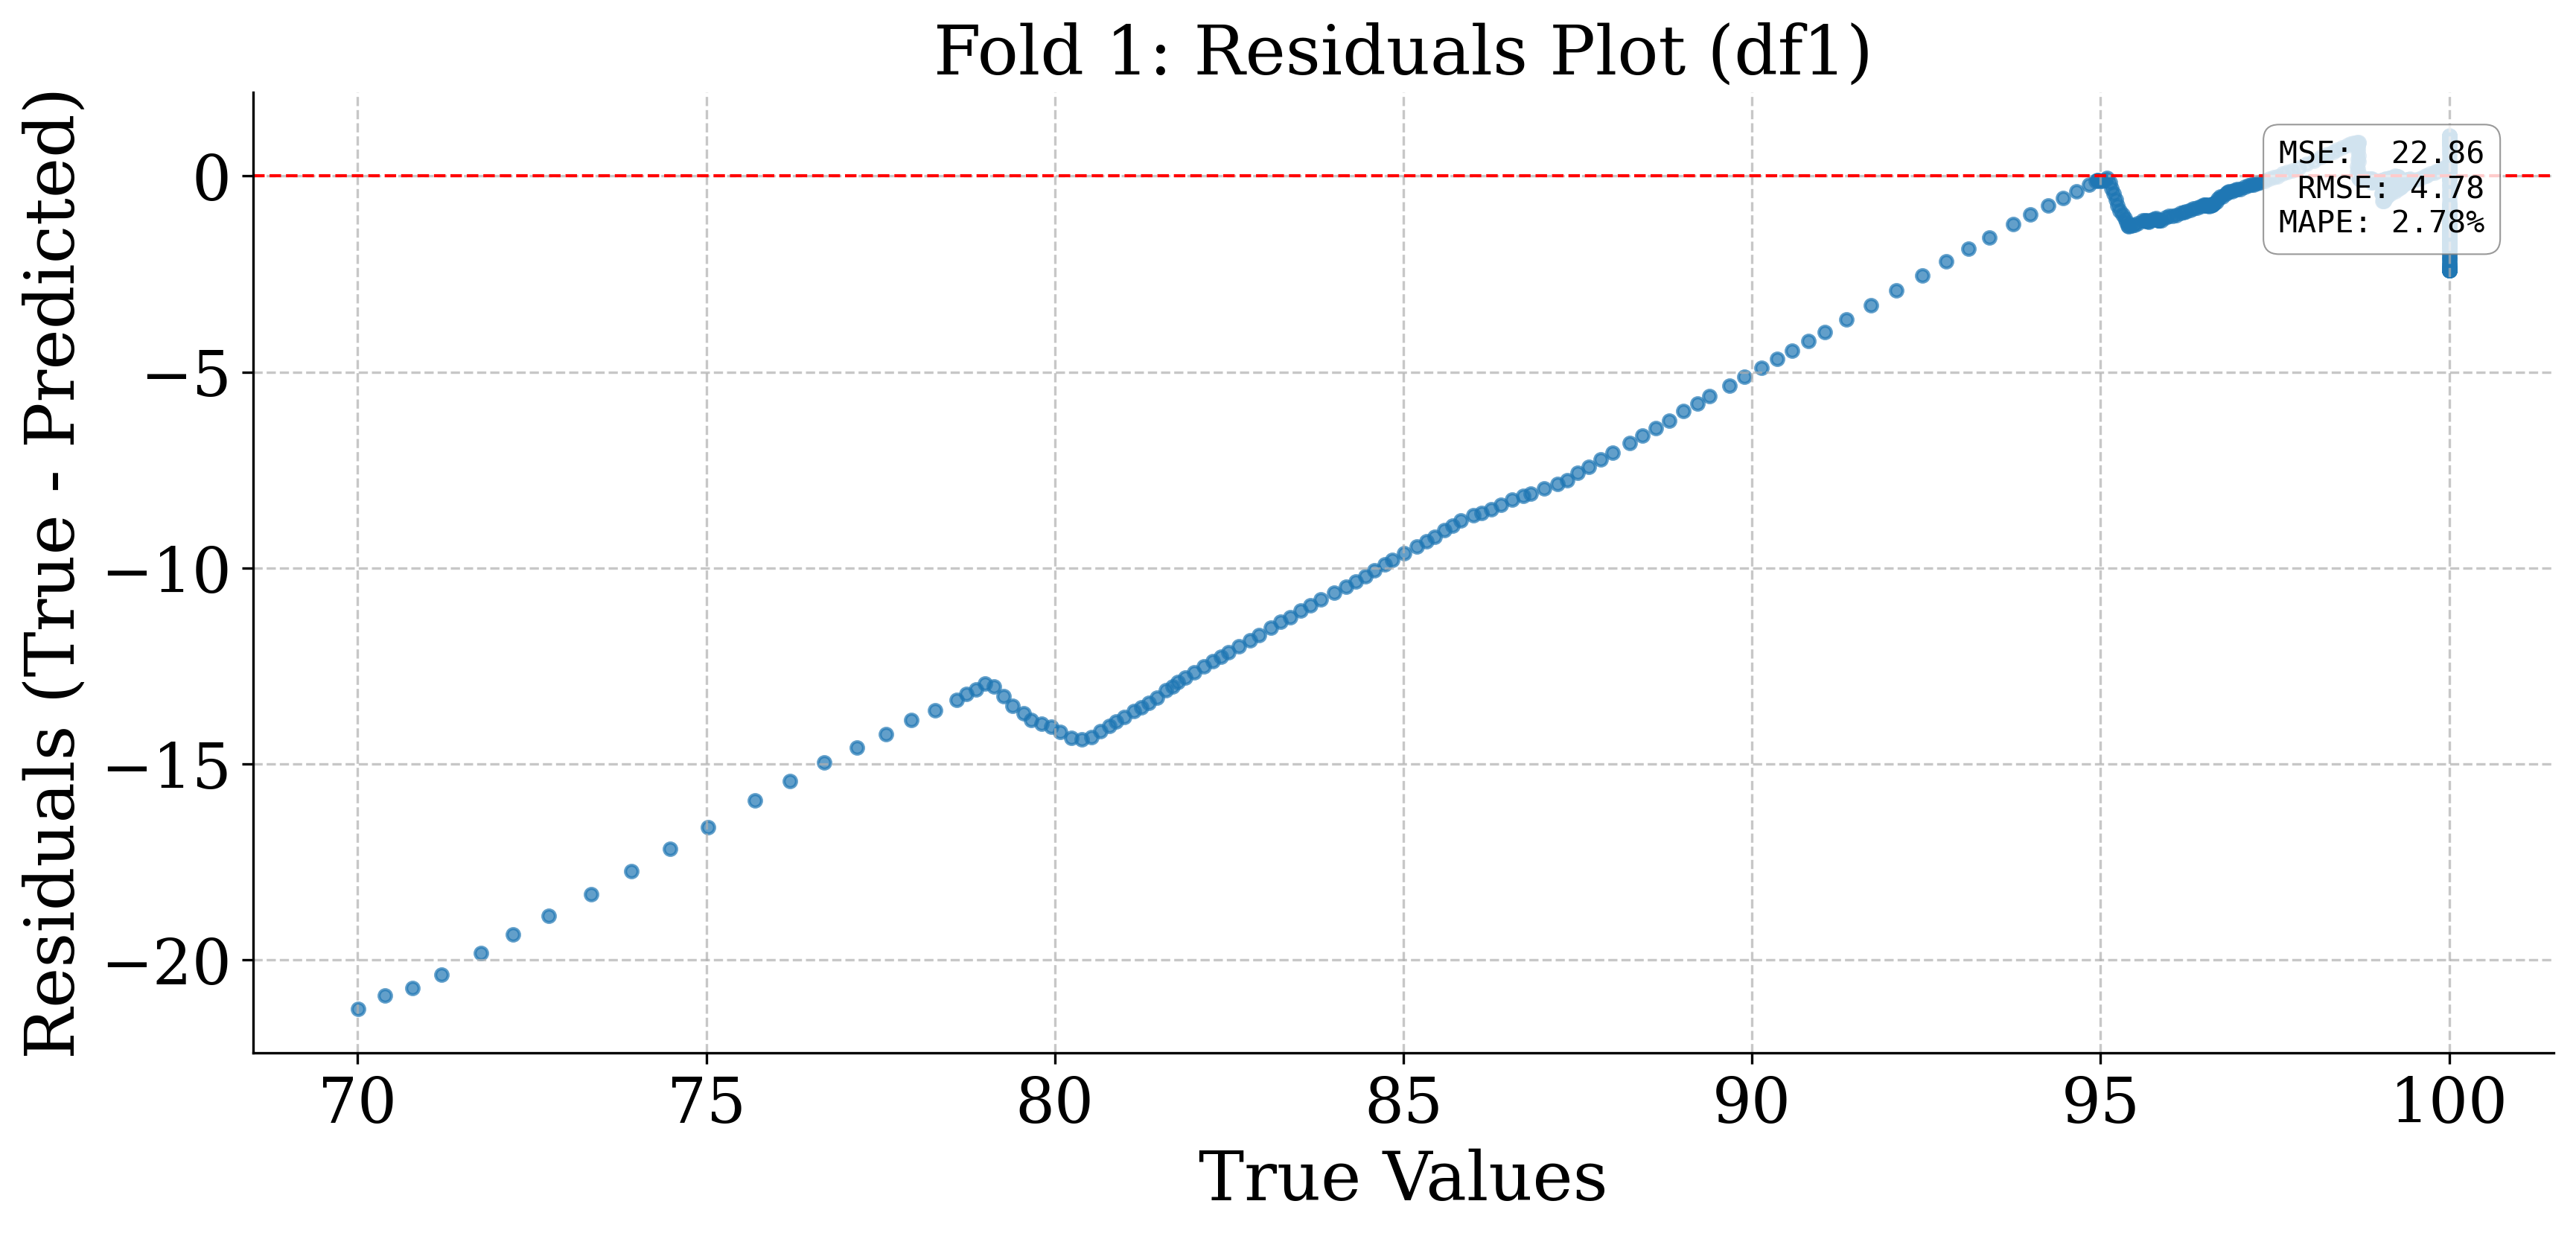 Fold 1: Residuals Plot (df1)
Residuals (True - Predicted)
0
−5
−10
−15
−20
MSE: 22.86
RMSE: 4.78
MAPE: 2.78%
70 75 80 85 90 95 100
True Values